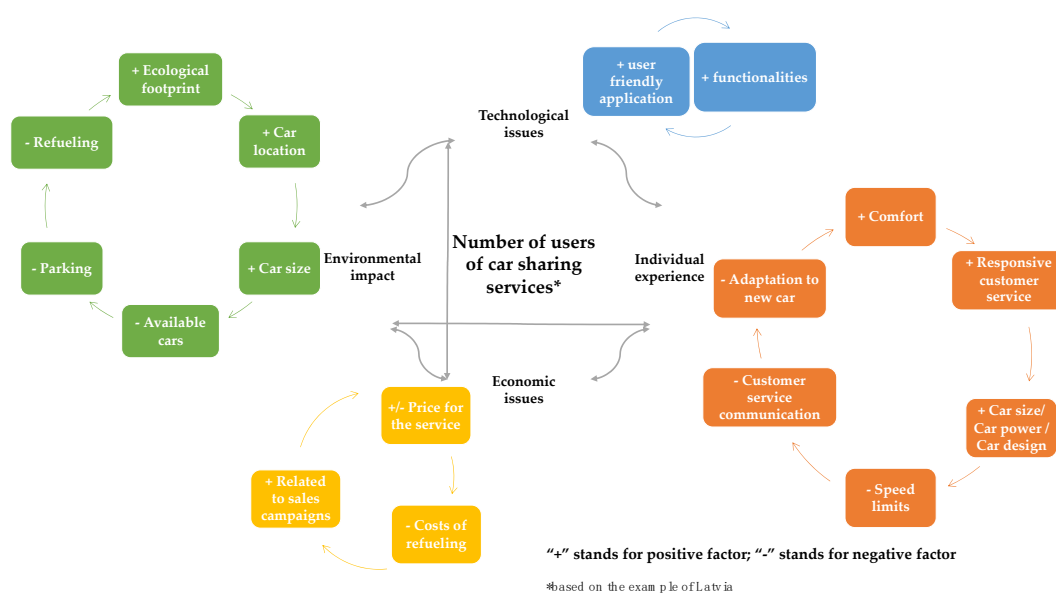 + Ecological
footprint
+ Car
location
+ Car size
- Available
cars
- Parking
- Refueling
+ user
friendly
application
+ functionalities
Technological
issues
Environmental
impact
Number of users
of car sharing
services*
Individual
experience
Economic
issues
+ Comfort
+ Responsive
customer
service
+ Car size/
Car power /
Car design
- Speed
limits
- Customer
service
communication
- Adaptation to
new car
+/- Price for
the service
- Costs of
refueling
+ Related
to sales
campaigns
“+” stands for positive factor; “-” stands for negative factor
*based on the example of Latvia